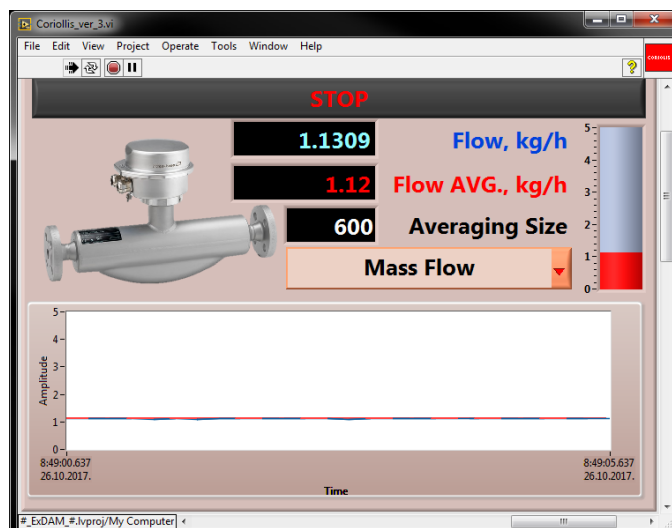 Coriollis_ver_3.vi
File Edit View Project Operate Tools Window Help
CORIOLIS
STOP
1.1309 Flow, kg/h
1.12 Flow AVG., kg/h
600 Averaging Size
Mass Flow
5
4
3
2
1
0
Amplitude
5
4
3
2
1
0
8:49:00.637
26.10.2017.
8:49:05.637
26.10.2017.
Time
#_ExDAM_#.lvproj/My Computer